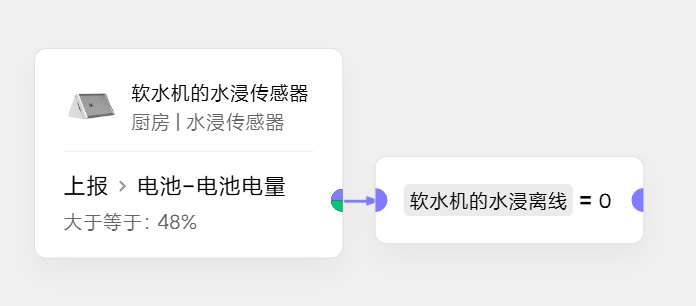 软水机的水浸传感器
厨房 | 水浸传感器
上报 > 电池-电池电量
大于等于: 48%
软水机的水浸离线 = 0